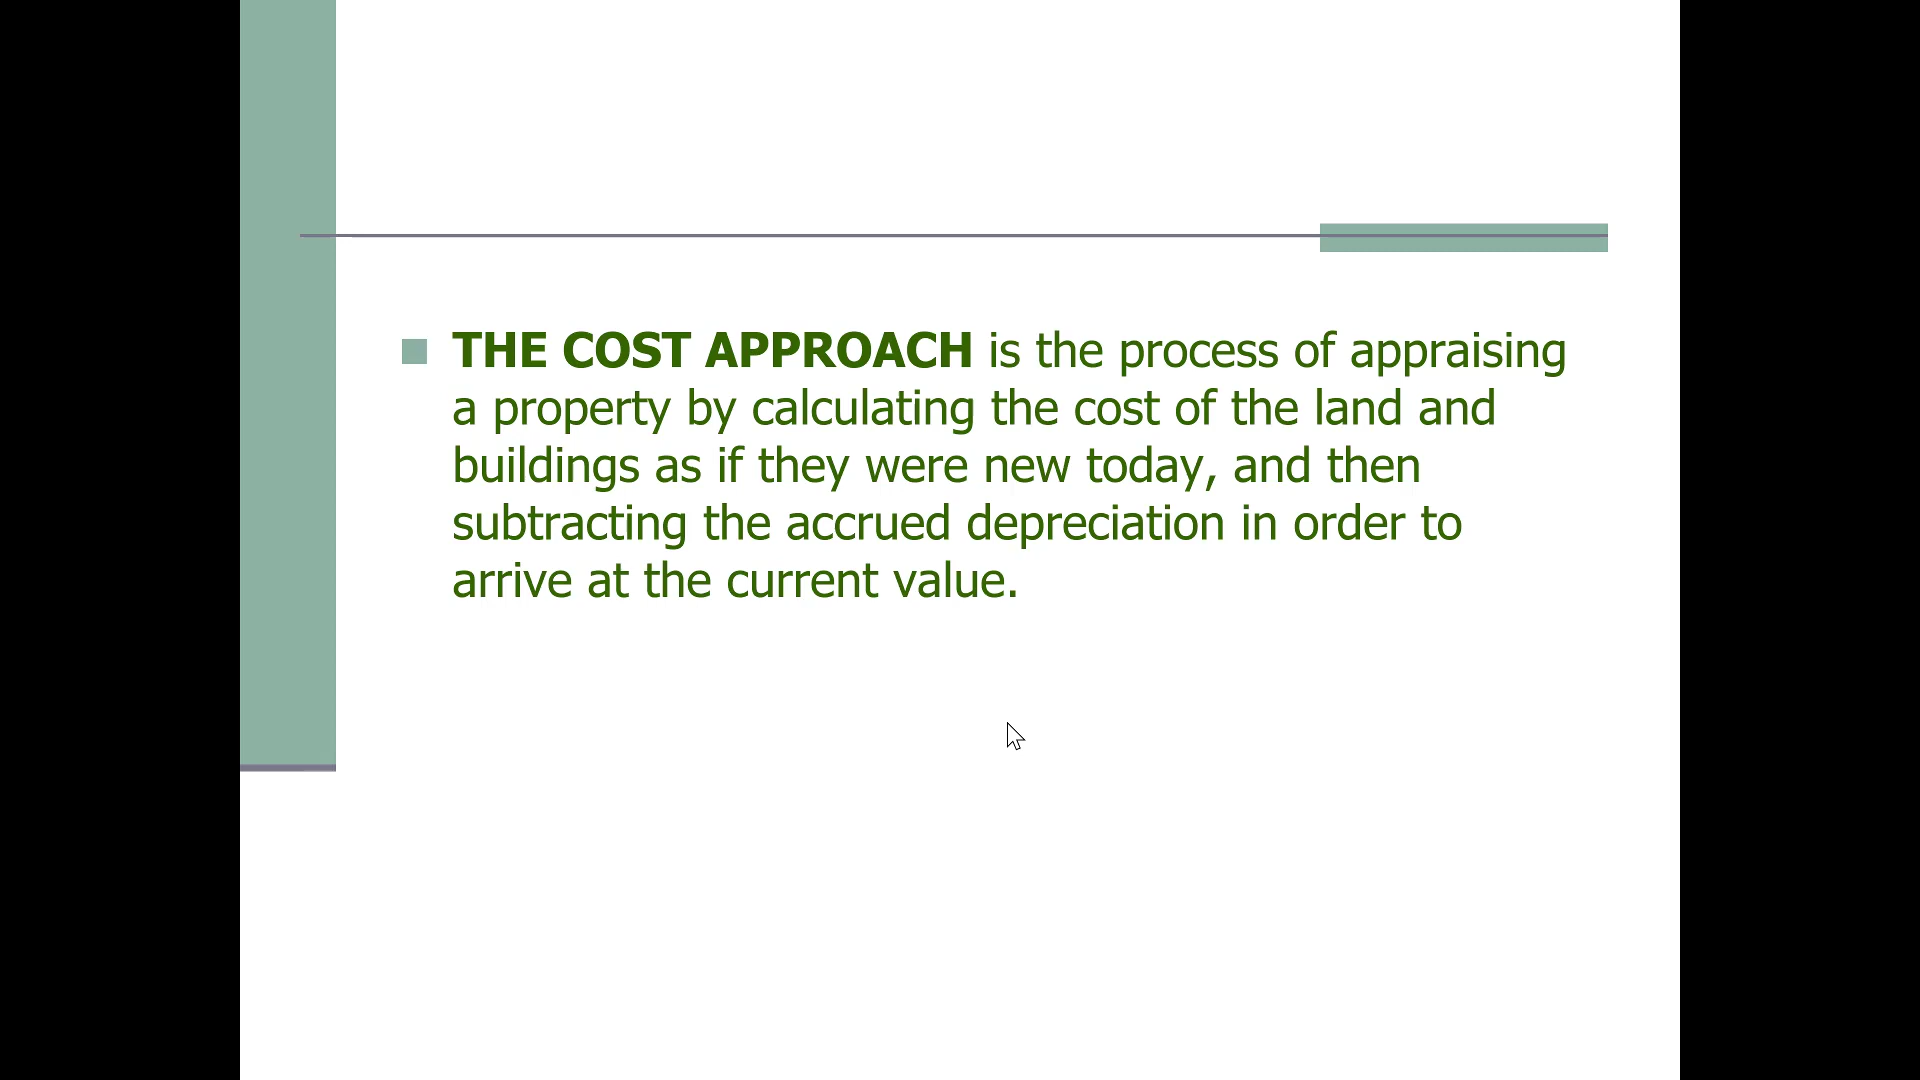 THE COST APPROACH is the process of appraising
a property by calculating the cost of the land and
buildings as if they were new today, and then
subtracting the accrued depreciation in order to
arrive at the current value.